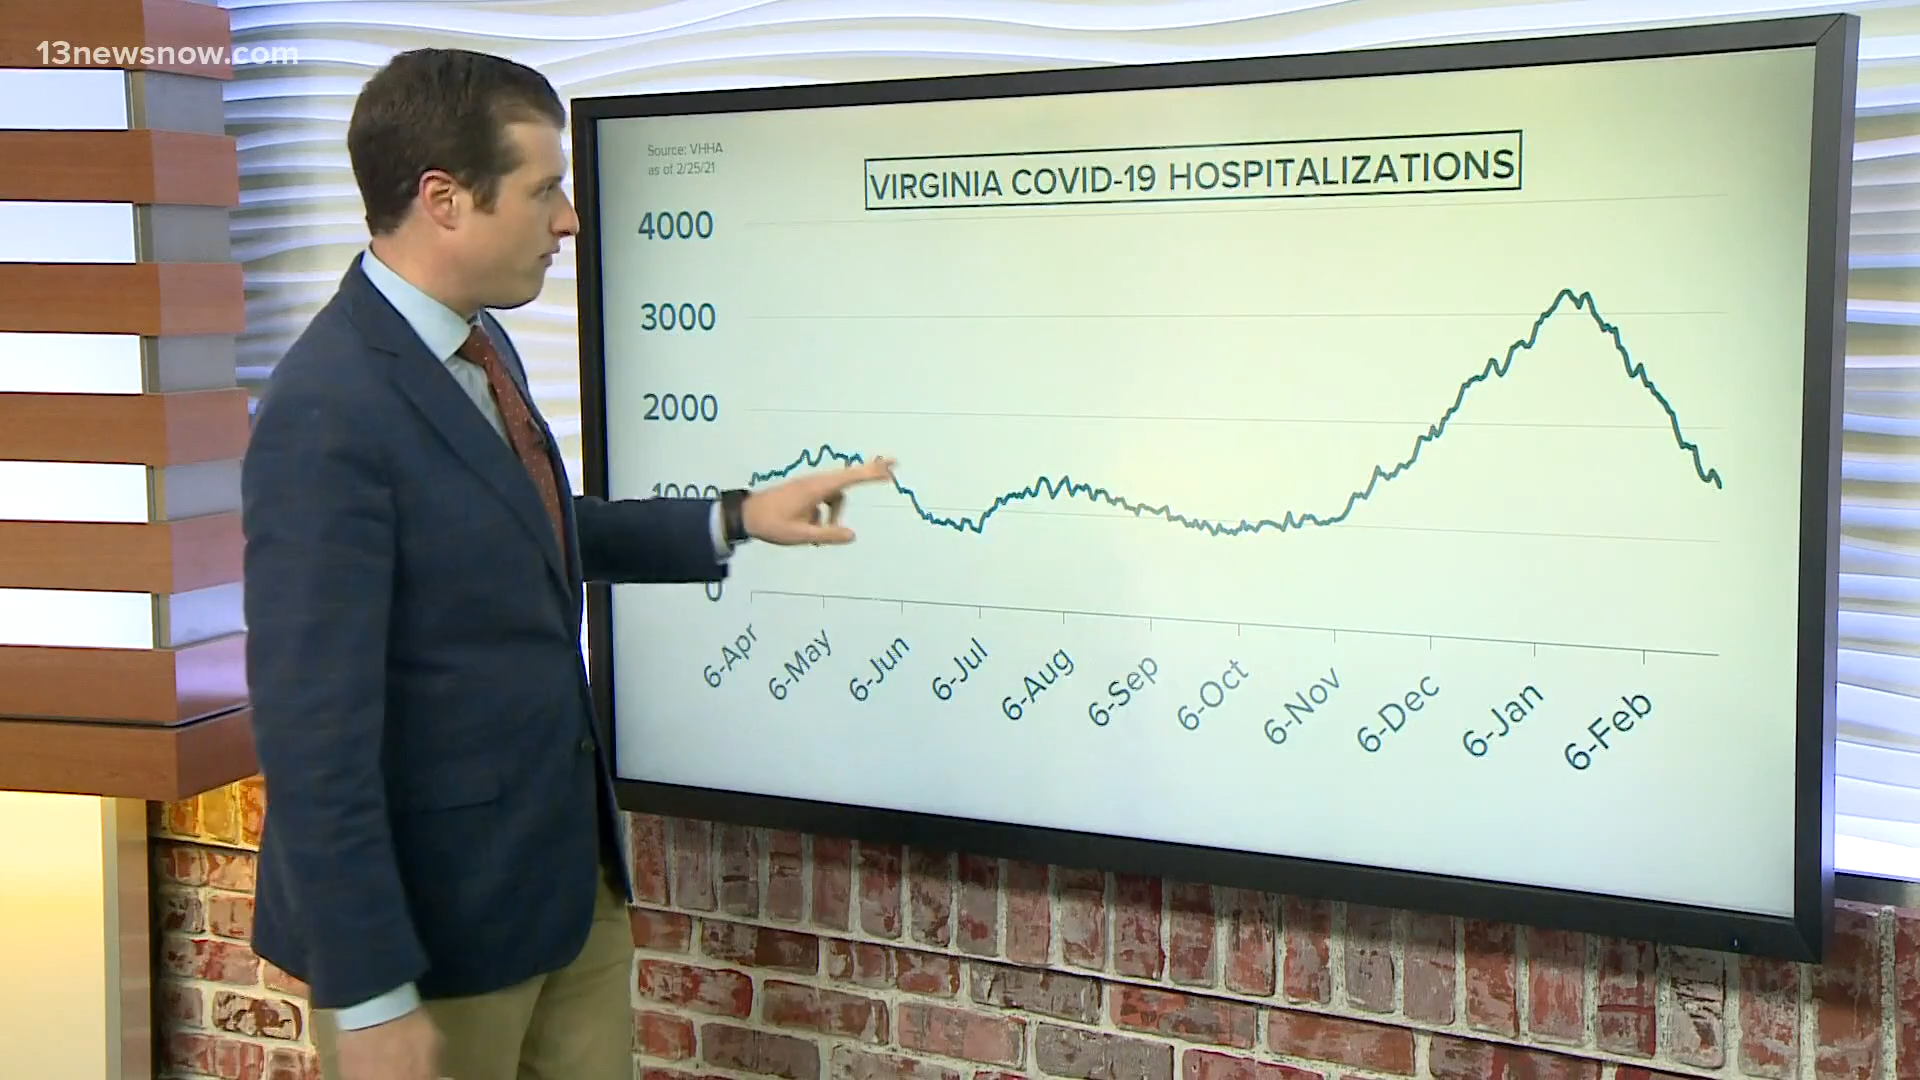 13newsnow.com
Source: VHHA
as of 2/25/21
VIRGINIA COVID-19 HOSPITALIZATIONS
4000
3000
2000
1000
0
6-Apr
6-May
6-Jun
6-Jul
6-Aug
6-Sep
6-Oct
6-Nov
6-Dec
6-Jan
6-Feb